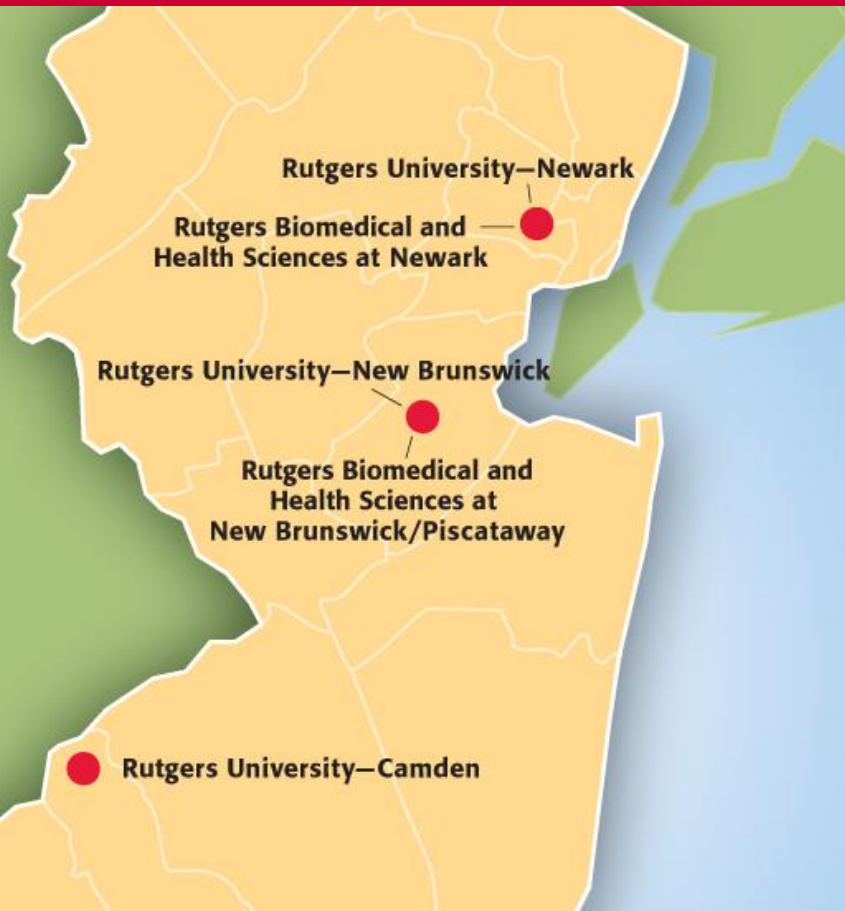 Rutgers University—Newark
Rutgers Biomedical and
Health Sciences at Newark
Rutgers University—New Brunswick
Rutgers Biomedical and
Health Sciences at
New Brunswick/Piscataway
Rutgers University—Camden